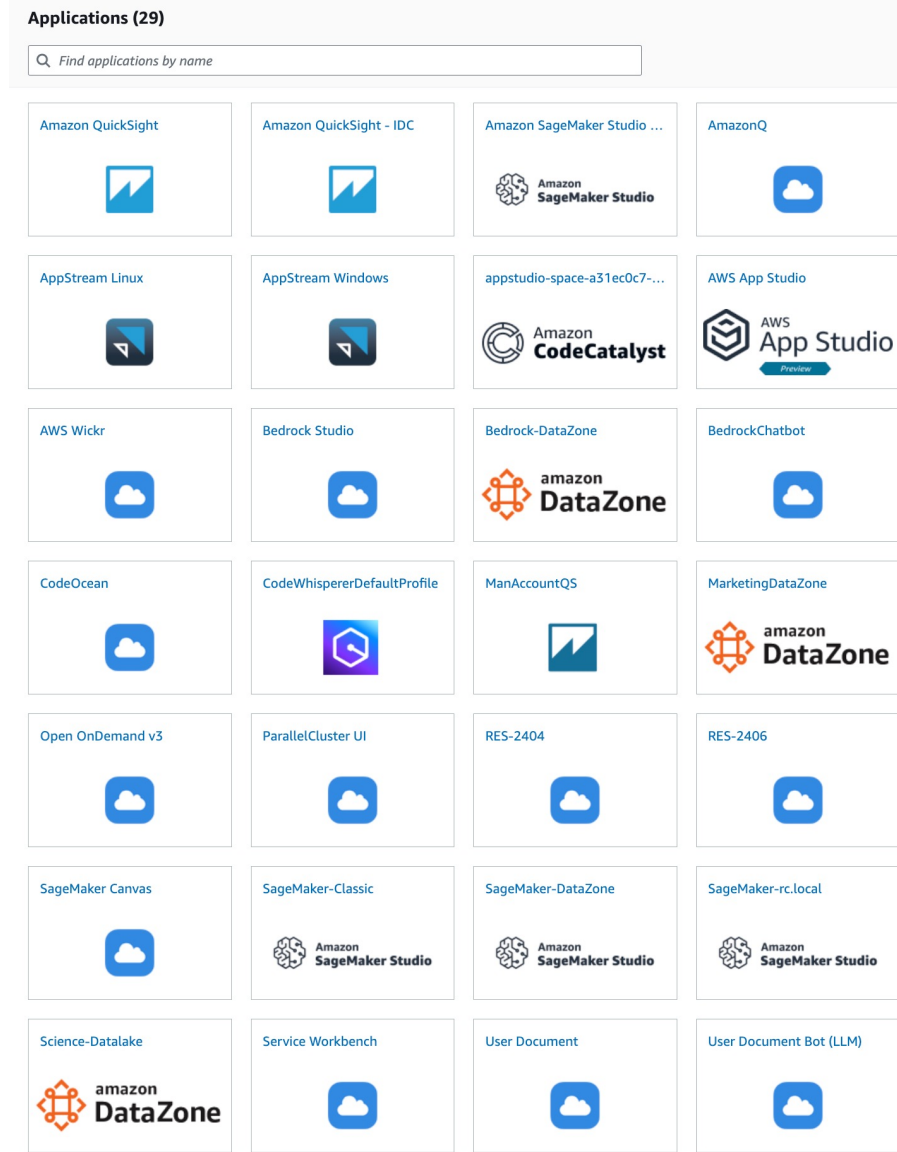 Applications (29)
Find applications by name
Amazon QuickSight
Amazon QuickSight - IDC
Amazon SageMaker Studio ...
Amazon
SageMaker Studio
AmazonQ
AppStream Linux
AppStream Windows
appstudio-space-a31ec0c7-...
Amazon
CodeCatalyst
AWS App Studio
AWS
App Studio
Preview
AWS Wickr
Bedrock Studio
Bedrock-DataZone
amazon
DataZone
BedrockChatbot
CodeOcean
CodeWhispererDefaultProfile
ManAccountQS
MarketingDataZone
amazon
DataZone
Open OnDemand v3
ParallelCluster UI
RES-2404
RES-2406
SageMaker Canvas
SageMaker-Classic
Amazon
SageMaker Studio
SageMaker-DataZone
Amazon
SageMaker Studio
SageMaker-rc.local
Amazon
SageMaker Studio
Science-Datalake
amazon
DataZone
Service Workbench
User Document
User Document Bot (LLM)